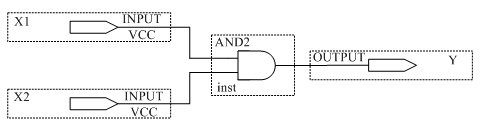 X1 INPUT
VCC
AND2
OUTPUT Y
inst
X2 INPUT
VCC